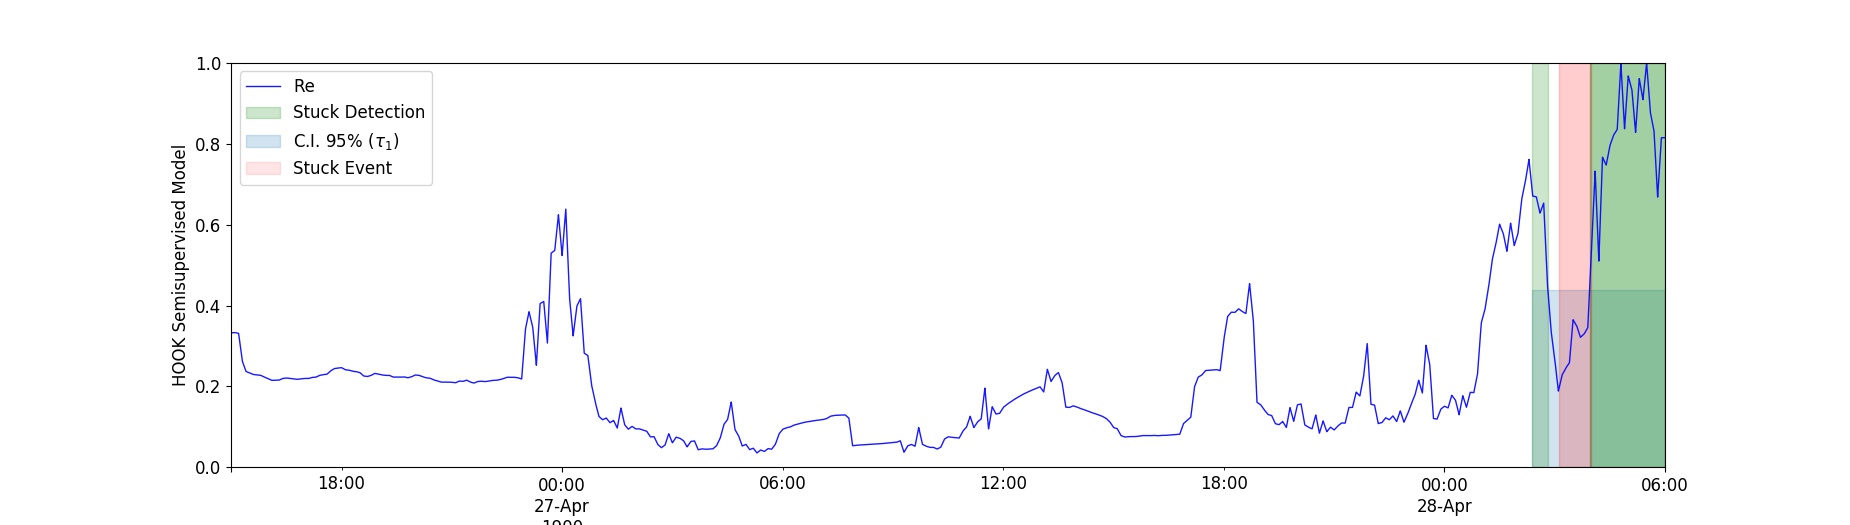 1.0
0.8
0.6
0.4
0.2
0.0
HOOK Semisupervised Model
Re
Stuck Detection
C.I. 95% (τ₁)
Stuck Event
18:00 00:00 06:00 12:00 18:00 00:00 06:00
27-Apr 28-Apr
1900